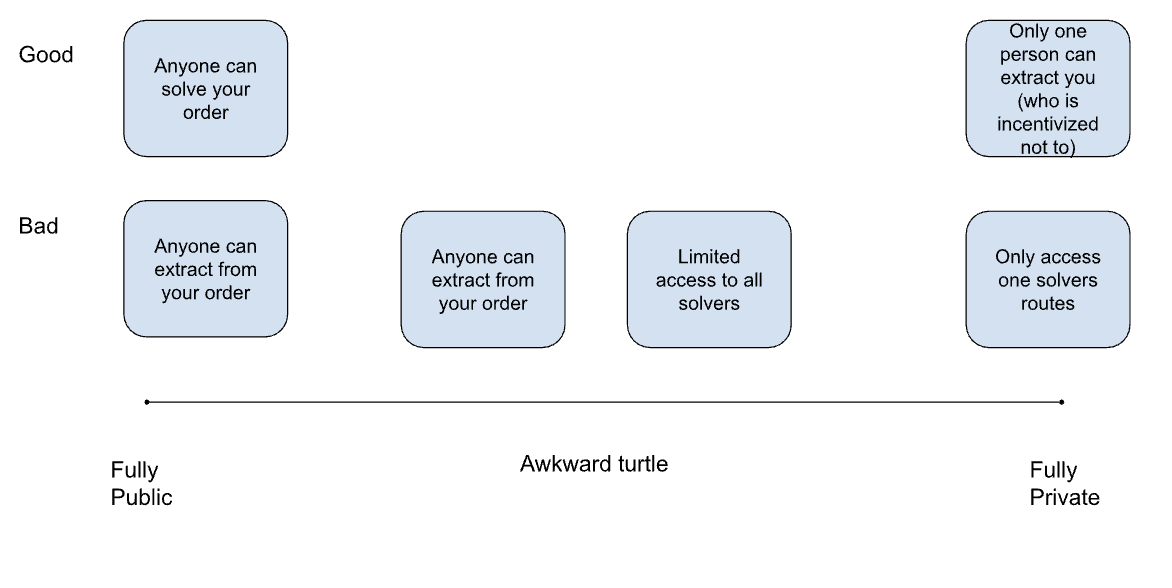 Good
Anyone can
solve your
order
Only one
person can
extract you
(who is
incentivized
not to)
Bad
Anyone can
extract from
your order
Anyone can
extract from
your order
Limited
access to all
solvers
Only access
one solvers
routes
Fully
Public
Awkward turtle
Fully
Private